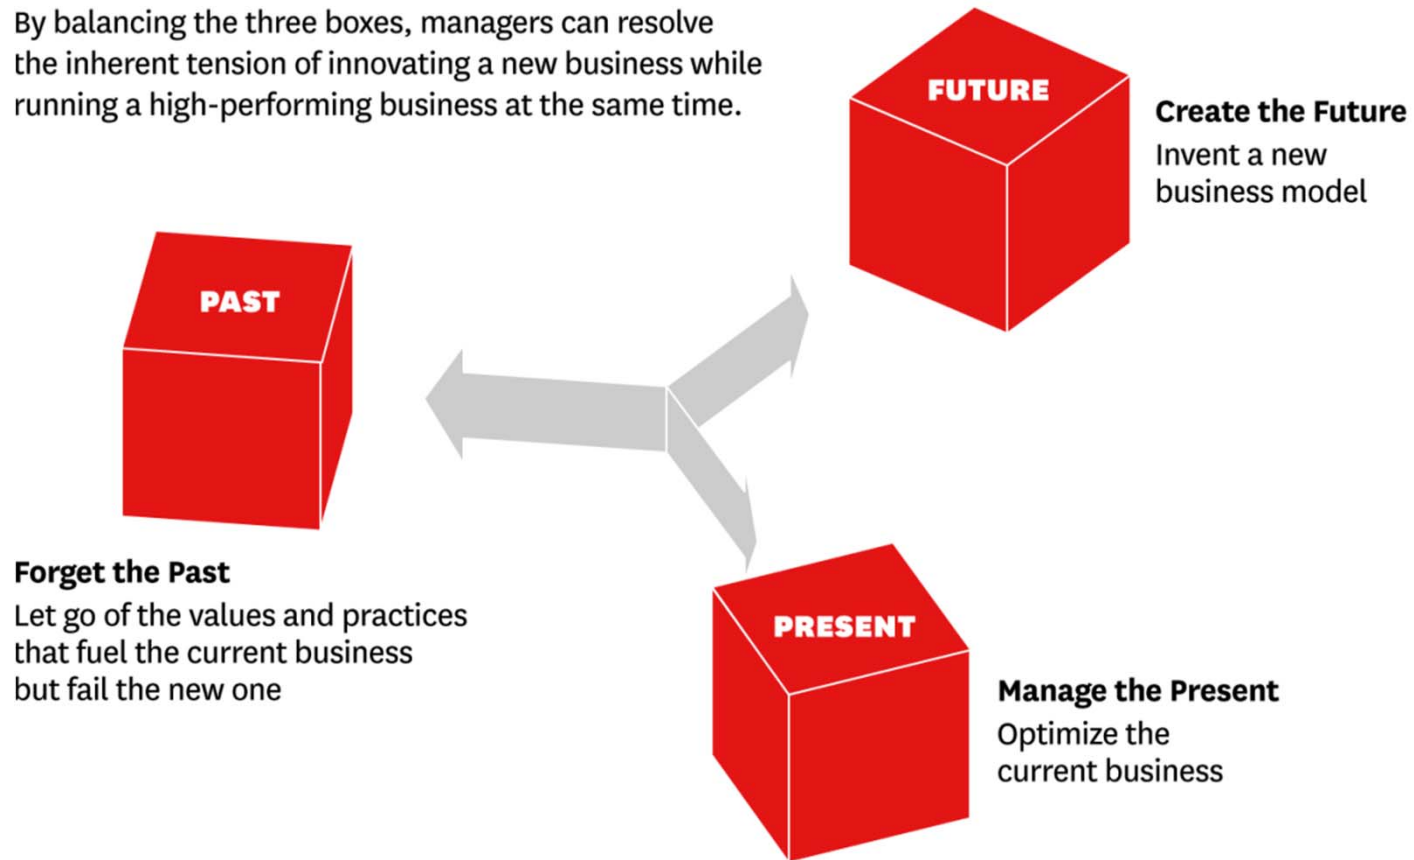 By balancing the three boxes, managers can resolve
the inherent tension of innovating a new business while
running a high-performing business at the same time.
FUTURE
Create the Future
Invent a new
business model
PAST
Forget the Past
Let go of the values and practices
that fuel the current business
but fail the new one
PRESENT
Manage the Present
Optimize the
current business